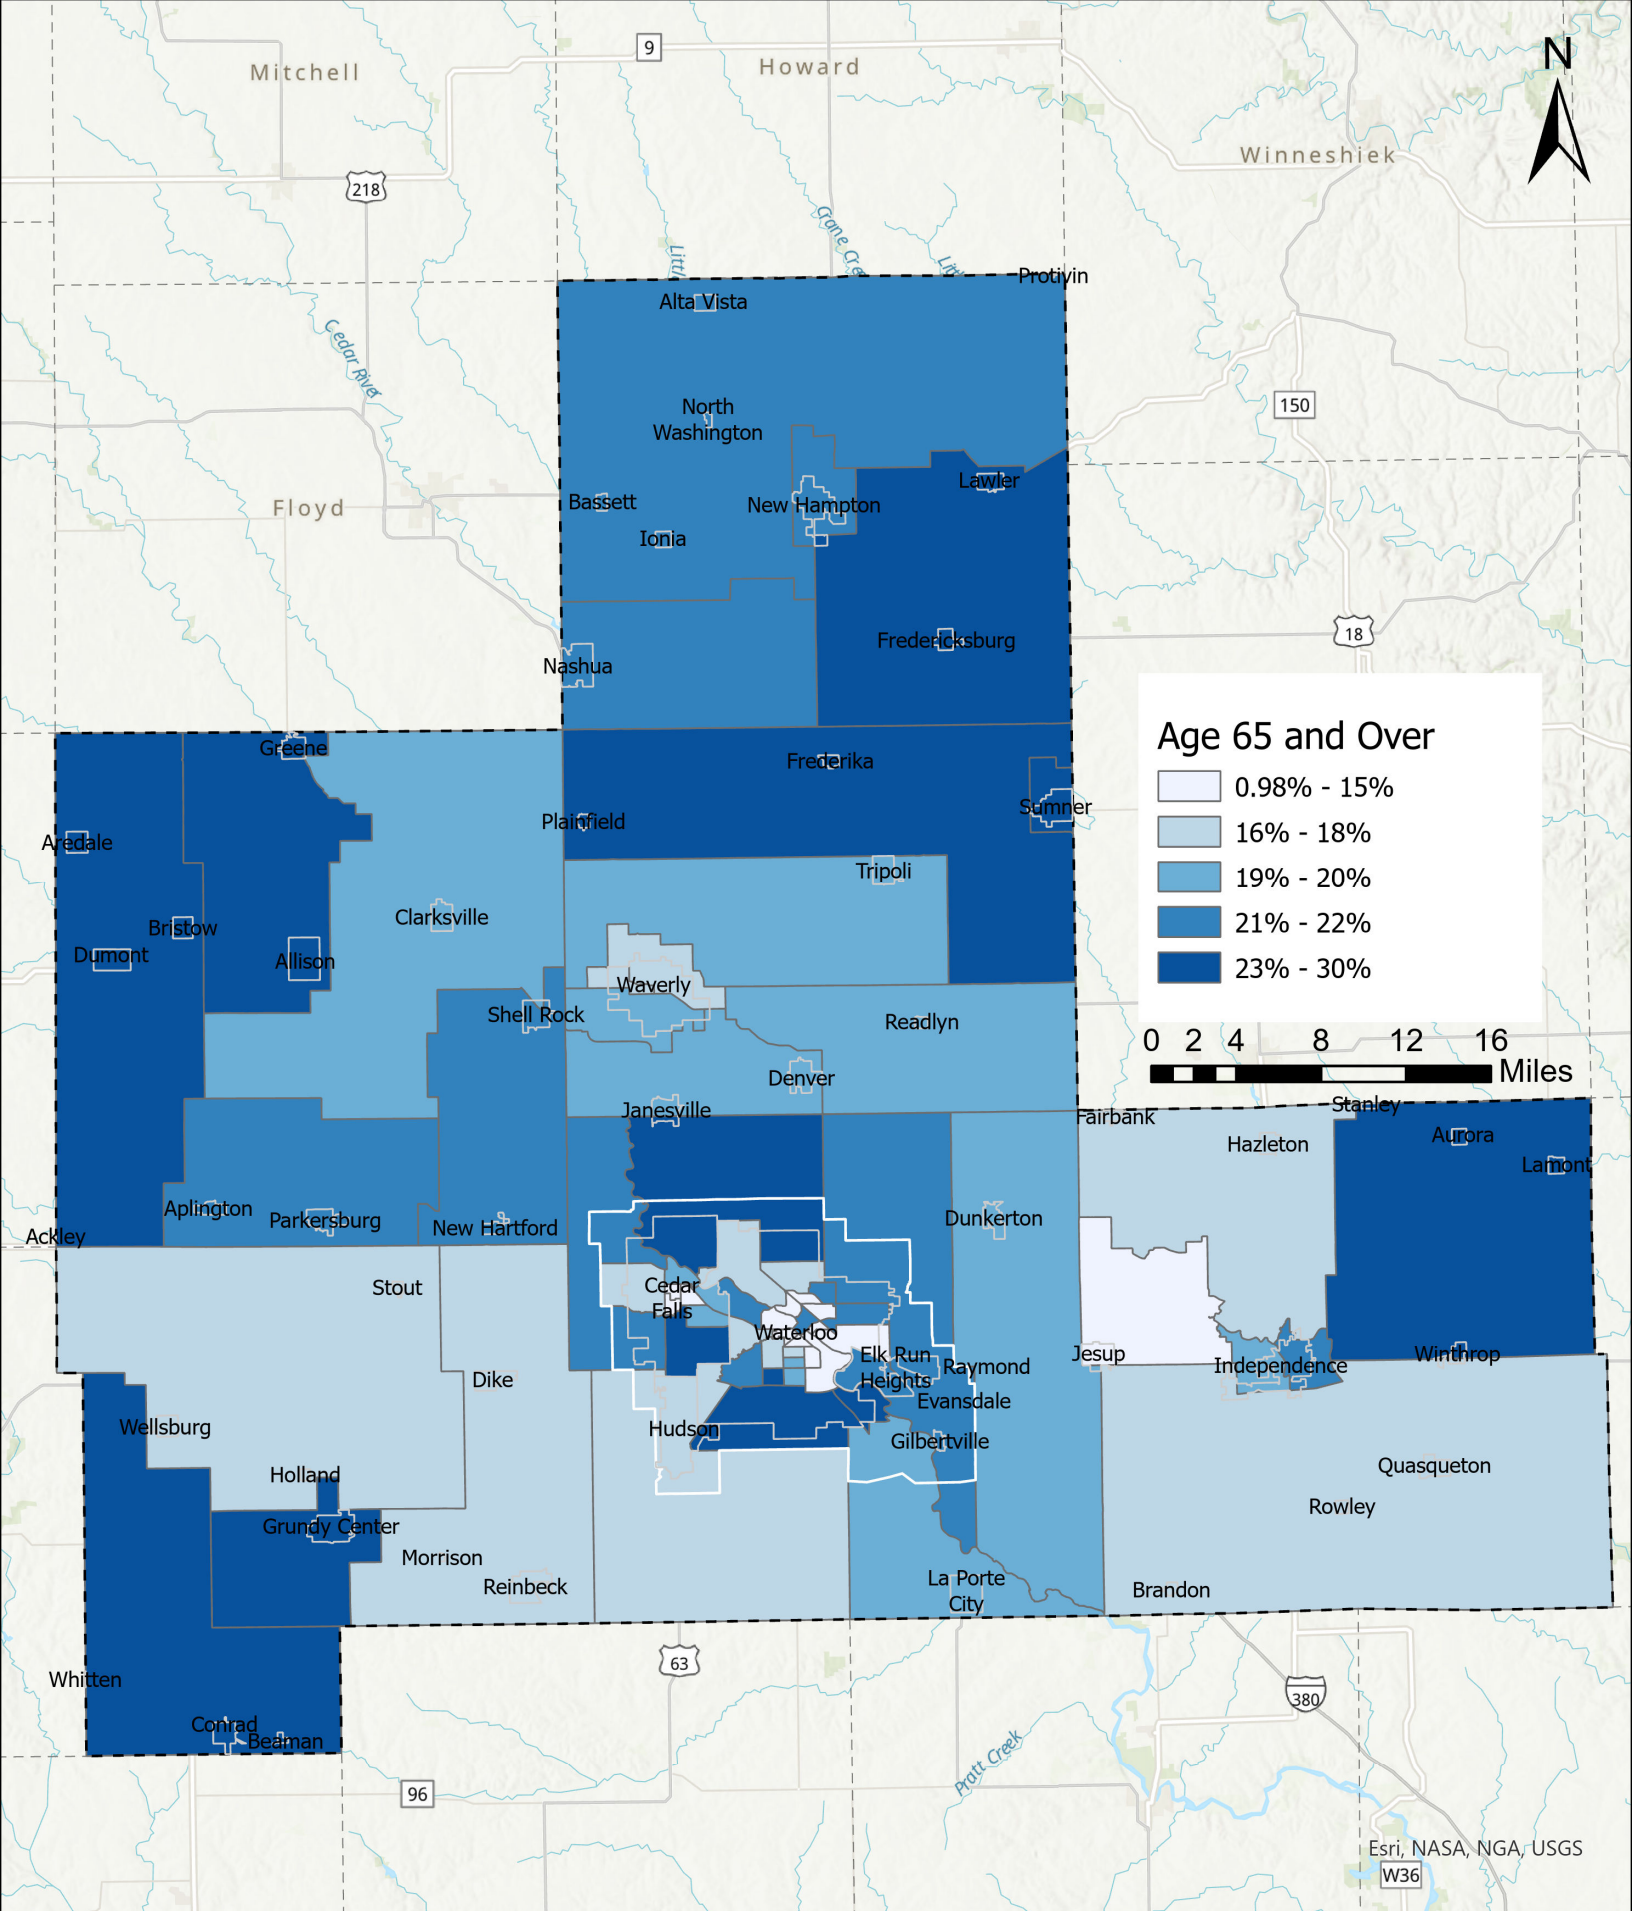 N
9
Mitchell
Howard
Winneshiek
218
Crane Cre
Littl
Litt
Protivin
Alta Vista
Cedar River
150
North
Washington
Lawler
Bassett
New Hampton
Floyd
Ionia
18
Fredericksburg
Nashua
Age 65 and Over
0.98% - 15%
16% - 18%
19% - 20%
21% - 22%
23% - 30%
0 2 4 8 12 16
Miles
Greene
Frederika
Sumner
Plainfield
Aredale
Tripoli
Clarksville
Bristow
Dumont
Allison
Waverly
Shell Rock
Readlyn
Denver
Janesville
Fairbank
Stanley
Aurora
Hazleton
Lamont
Aplington
Parkersburg
New Hartford
Dunkerton
Ackley
Stout
Cedar
Falls
Waterloo
Elk Run
Heights
Raymond
Jesup
Independence
Winthrop
Dike
Evansdale
Wellsburg
Hudson
Gilbertville
Holland
Quasqueton
Rowley
Grundy Center
Morrison
Reinbeck
La Porte
City
Brandon
Whitten
63
380
Conrad
Beaman
Pratt Creek
96
Esri, NASA, NGA, USGS
W36